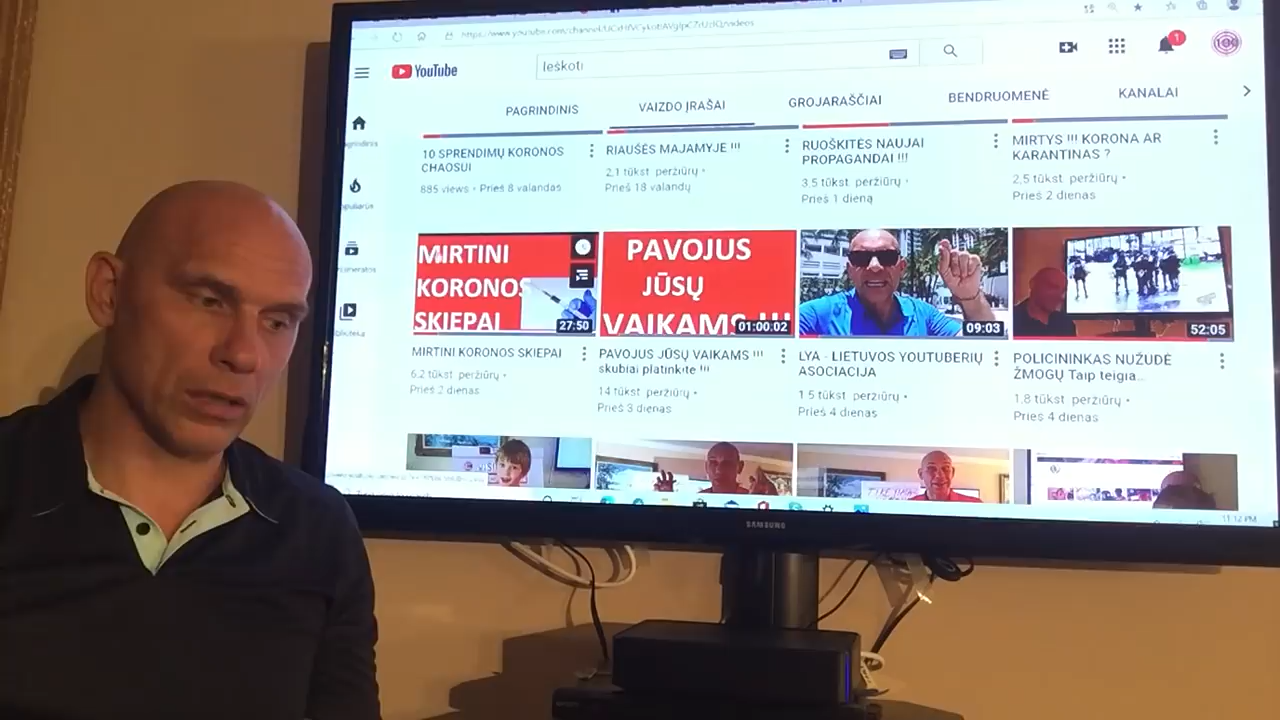 YouTube
Ieškoti
1
PAGRINDINIS
VAIZDO ĮRAŠAI
GROJARAŠČIAI
BENDRUOMENĖ
KANALAI
10 SPRENDIMŲ KORONOS
CHAOSUI
885 views • Prieš 8 valandas
RIAUŠĖS MAJAMYJE !!!
2,1 tūkst. peržiūrų •
Prieš 18 valandų
RUOŠKITĖS NAUJAI
PROPAGANDAI !!!
3,5 tūkst. peržiūrų •
Prieš 1 dieną
MIRTYS !!! KORONA AR
KARANTINAS ?
2,5 tūkst. peržiūrų •
Prieš 2 dienas
MIRTINI
KORONOS
SKIEPAI
27:50
PAVOJUS
JŪSŲ
VAIKAMS !!!
01:00:02
09:03
52:05
MIRTINI KORONOS SKIEPAI
6,2 tūkst. peržiūrų •
Prieš 2 dienas
PAVOJUS JŪSŲ VAIKAMS !!!
skubiai platinkite !!!
14 tūkst. peržiūrų •
Prieš 3 dienas
LYA - LIETUVOS YOUTUBERIŲ
ASOCIACIJA
1,5 tūkst. peržiūrų •
Prieš 4 dienas
POLICININKAS NUŽUDĖ
ŽMOGŲ Taip teigia...
1,8 tūkst. peržiūrų •
Prieš 4 dienas
11:12 PM
SAMSUNG